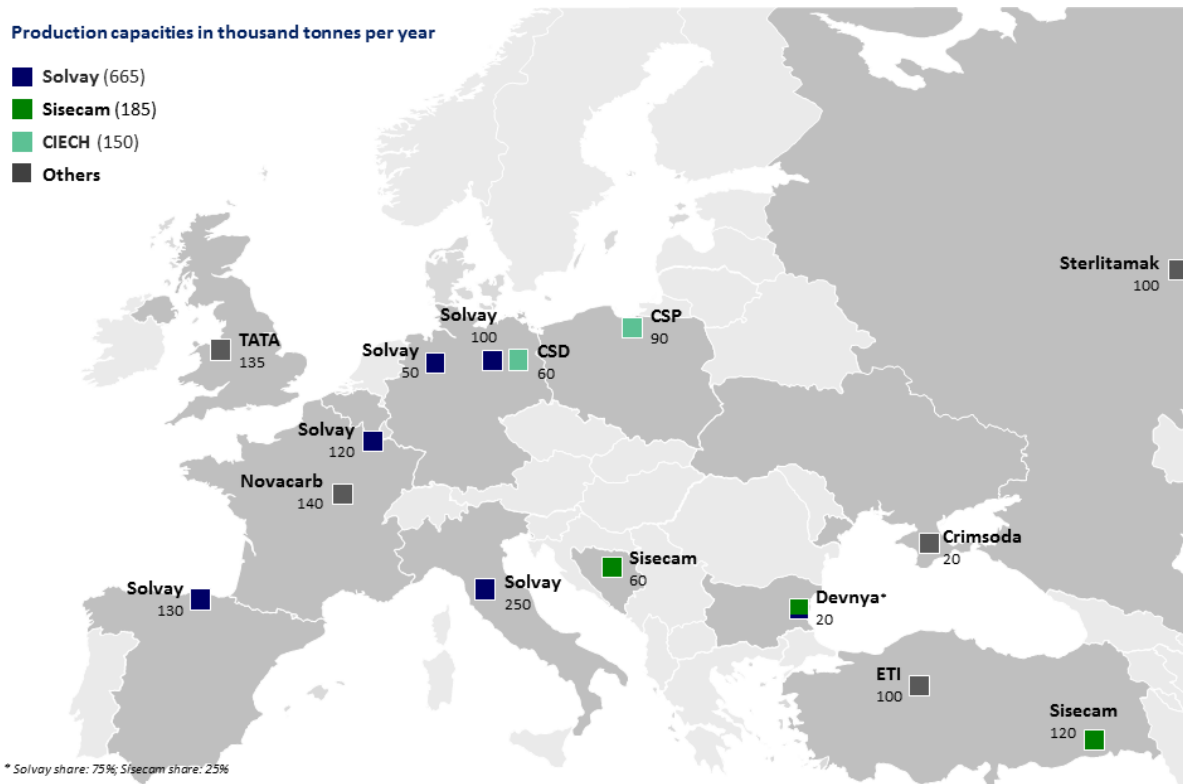 Production capacities in thousand tonnes per year
Solvay (665)
Sisecam (185)
CIECH (150)
Others
Sterlitamak
100
Solvay
100
CSP
90
TATA
135
Solvay
50
CSD
60
Solvay
120
Novacarb
140
Crimsoda
20
Sisecam
60
Solvay
250
Solvay
130
Devnya*
20
ETI
100
Sisecam
120
* Solvay share: 75%; Sisecam share: 25%